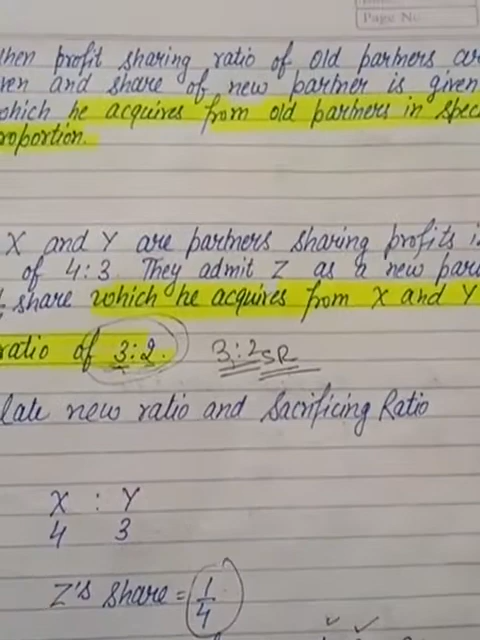 Page No.
when profit sharing ratio of old partners are
ven and share of new partner is given
which he acquires from old partners in spec
roportion.
X and Y are partners sharing profits i
of 4:3. They admit Z as a new par
share which he acquires from X and Y
ratio of 3:2. 3:2 SR
late new ratio and Sacrificing Ratio
X : Y
4 3
Z's share = 1/4